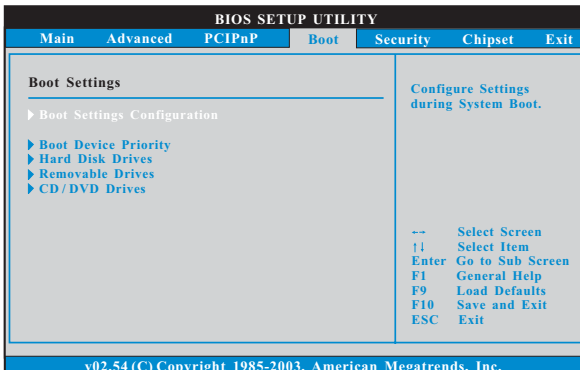 BIOS SETUP UTILITY
Main Advanced PCIPnP Boot Security Chipset Exit
Boot Settings
Boot Settings Configuration
Boot Device Priority
Hard Disk Drives
Removable Drives
CD/DVD Drives
Configure Settings
during System Boot.
←→ Select Screen
↑↓ Select Item
Enter Go to Sub Screen
F1 General Help
F9 Load Defaults
F10 Save and Exit
ESC Exit
v02.54 (C) Copyright 1985-2003, American Megatrends, Inc.